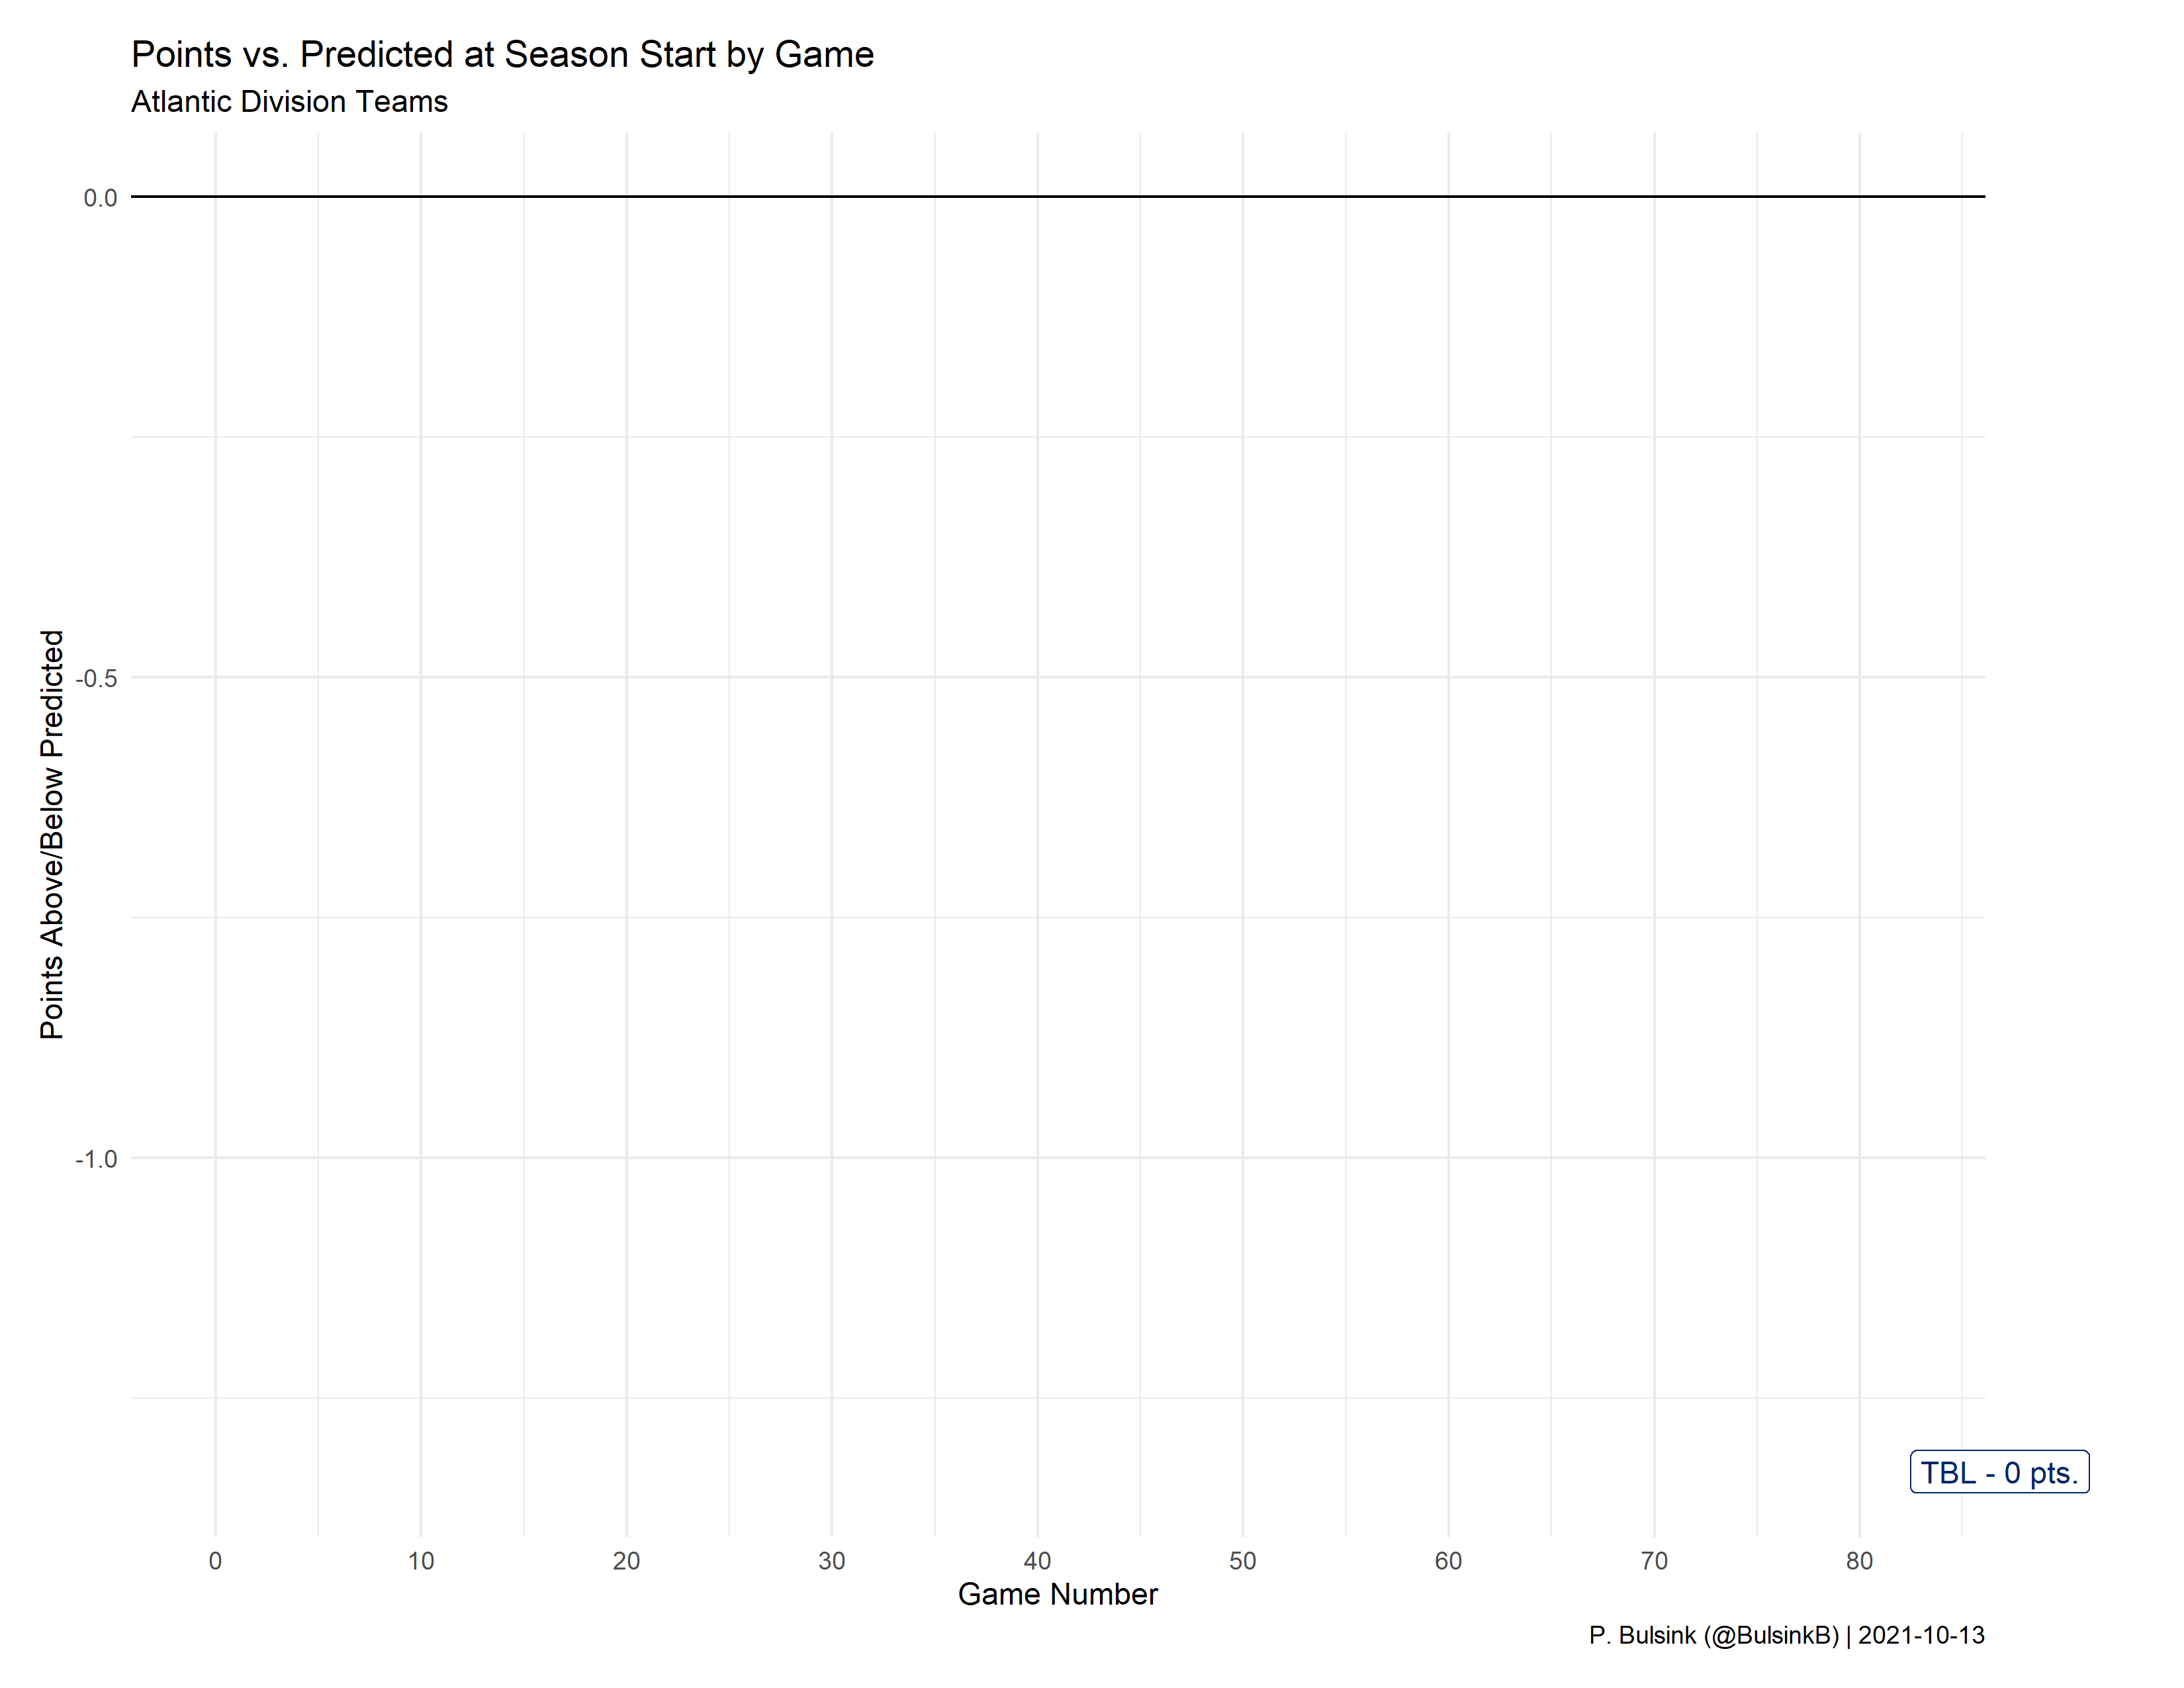 Points vs. Predicted at Season Start by Game
Atlantic Division Teams
Points Above/Below Predicted
0.0
-0.5
-1.0
TBL - 0 pts.
0 10 20 30 40 50 60 70 80
Game Number
P. Bulsink (@BulsinkB) | 2021-10-13